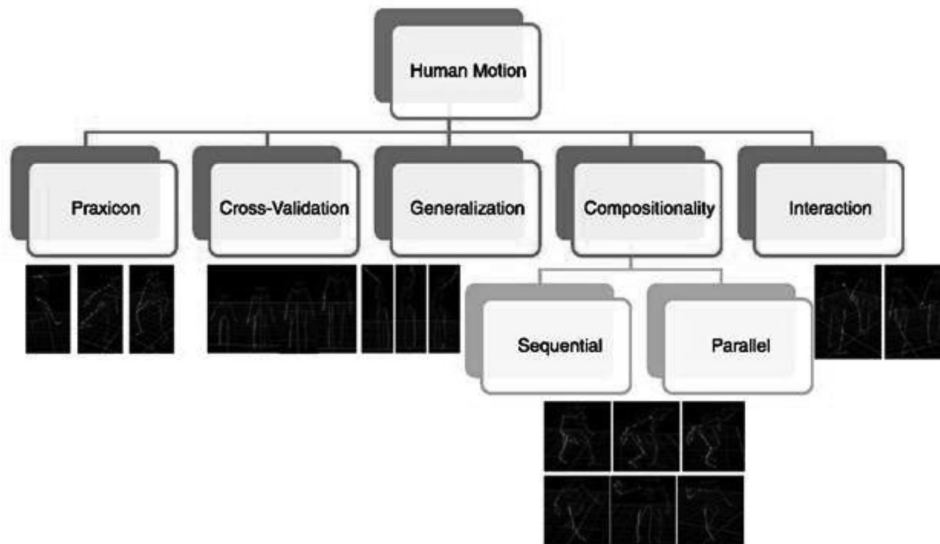 Human Motion
Praxicon
Cross-Validation
Generalization
Compositionality
Interaction
Sequential
Parallel